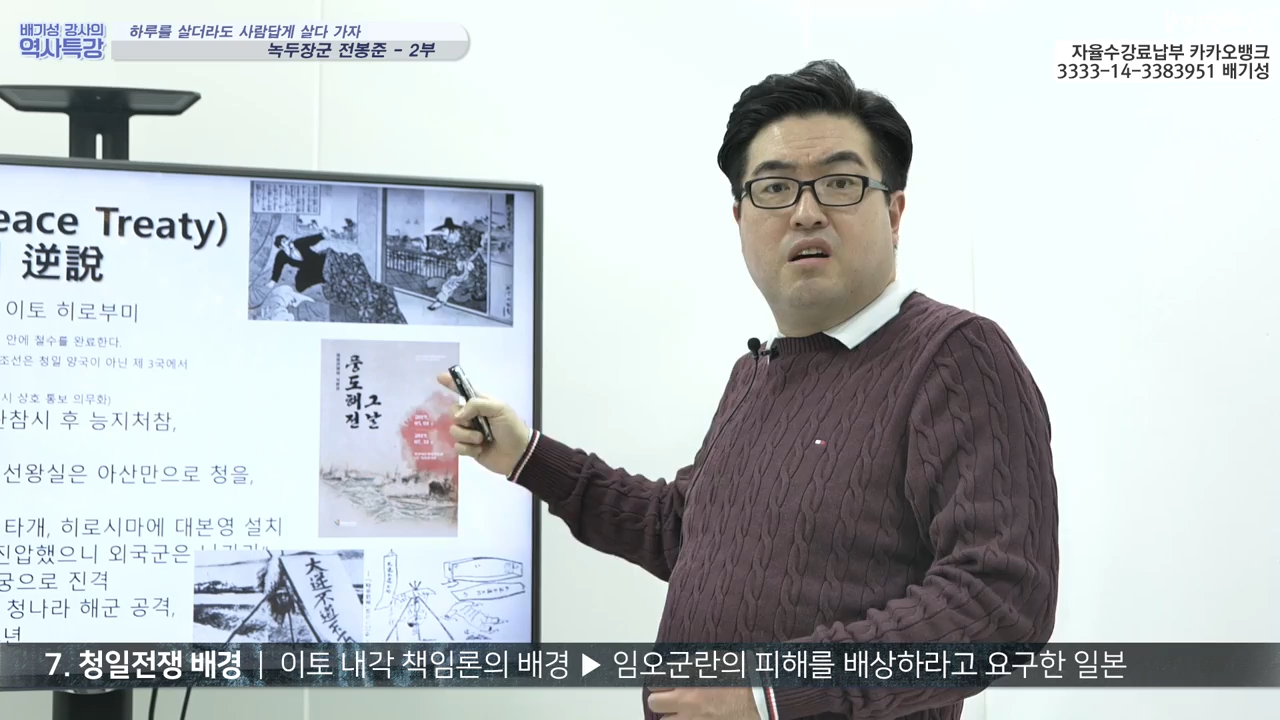 배기성 강사의
역사특강
하루를 살더라도 사람답게 살다 가자
녹두장군 전봉준 - 2부
자율수강료납부 카카오뱅크
3333-14-3383951 배기성
eace Treaty)
逆說
이토 히로부미
안에 철수를 완료한다.
조선은 청일 양국이 아닌 제 3국에서
시 상호 통보 의무화)
관참시 후 능지처참,
선왕실은 아산만으로 청을,
타개, 히로시마에 대본영 설치
진압했으니 외국군은
궁으로 진격
청나라 해군 공격,
년
풍도해전
그날
大逆不道
7. 청일전쟁 배경 | 이토 내각 책임론의 배경 ▶ 임오군란의 피해를 배상하라고 요구한 일본